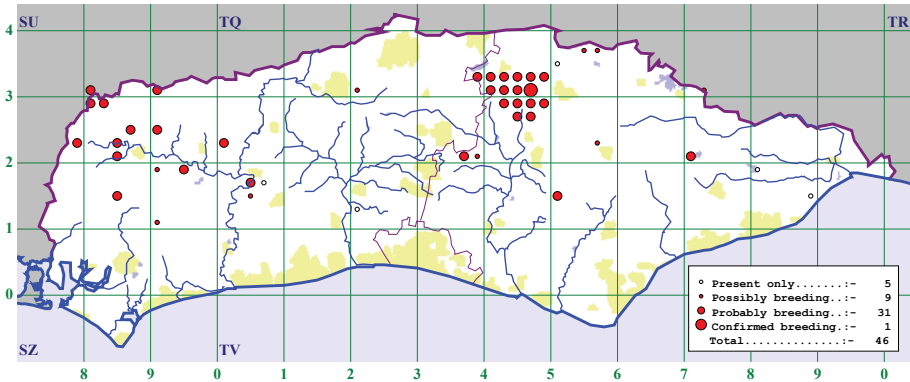 SU TQ TR
4
3
2
1
0
Present only.......:- 5
Possibly breeding..:- 9
Probably breeding..:- 31
Confirmed breeding.:- 1
Total..............:- 46
SZ TV
8 9 0 1 2 3 4 5 6 7 8 9 0